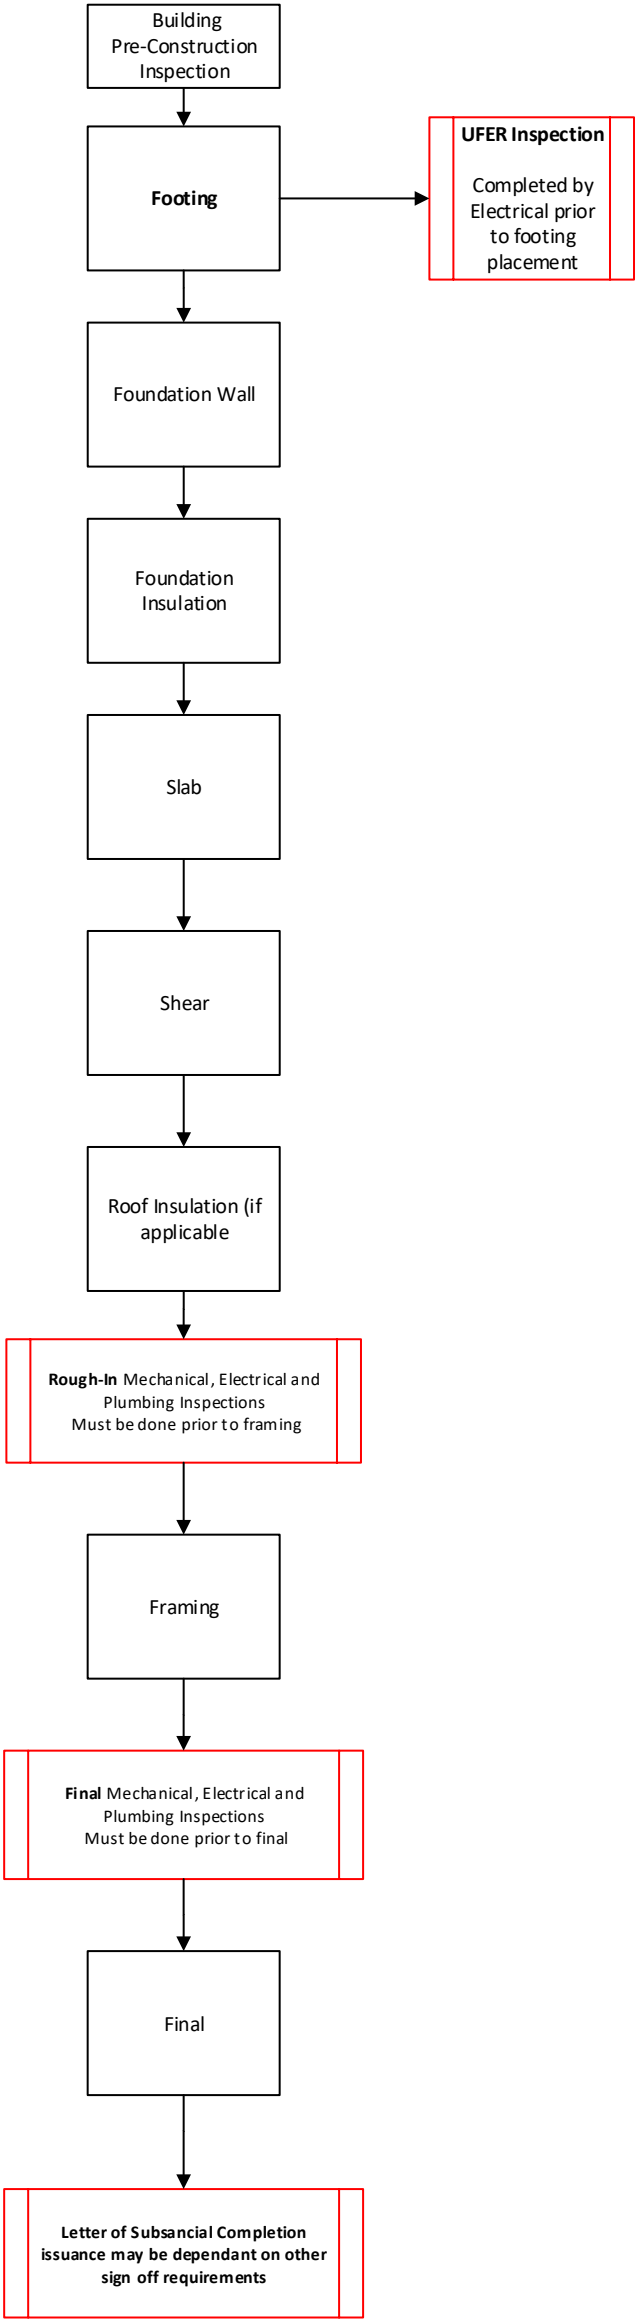 Building
Pre-Construction
Inspection
Footing
UFER Inspection
Completed by
Electrical prior
to footing
placement
Foundation Wall
Foundation
Insulation
Slab
Shear
Roof Insulation (if
applicable
Rough-In Mechanical, Electrical and
Plumbing Inspections
Must be done prior to framing
Framing
Final Mechanical, Electrical and
Plumbing Inspections
Must be done prior to final
Final
Letter of Subsancial Completion
issuance may be dependant on other
sign off requirements